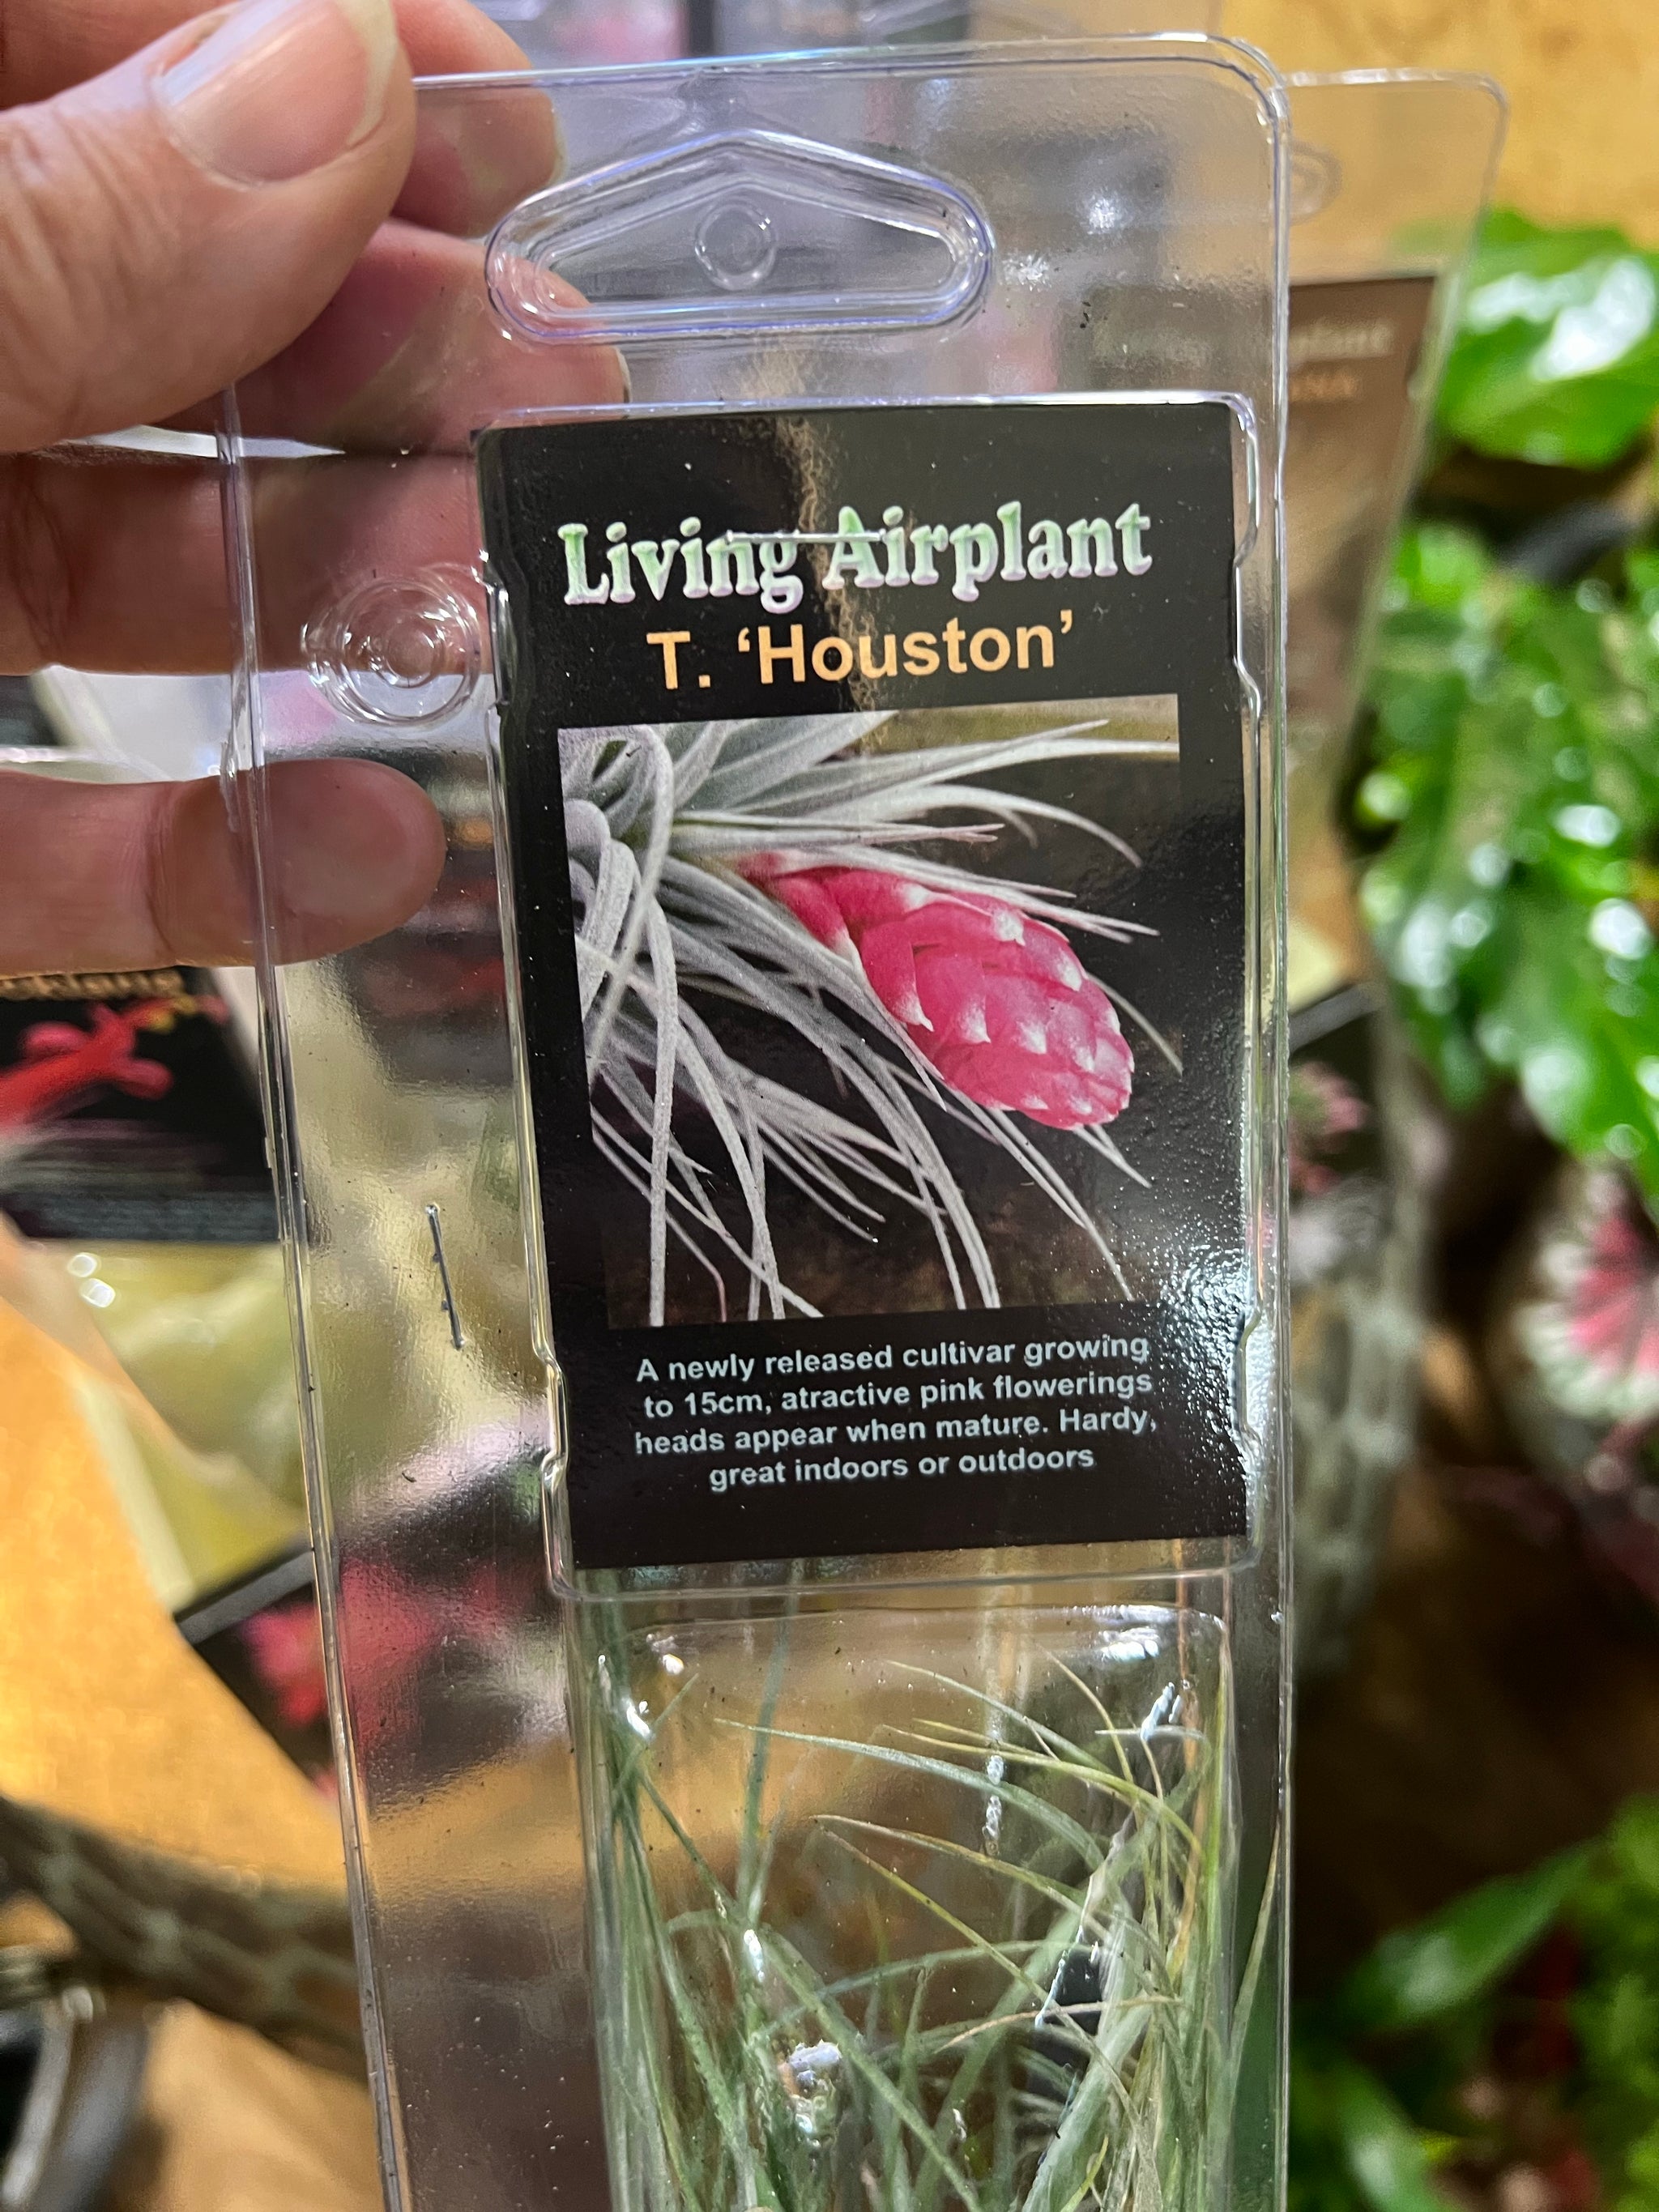 Living Airplant
T. ‘Houston’
A newly released cultivar growing
to 15cm, atractive pink flowerings
heads appear when mature. Hardy,
great indoors or outdoors